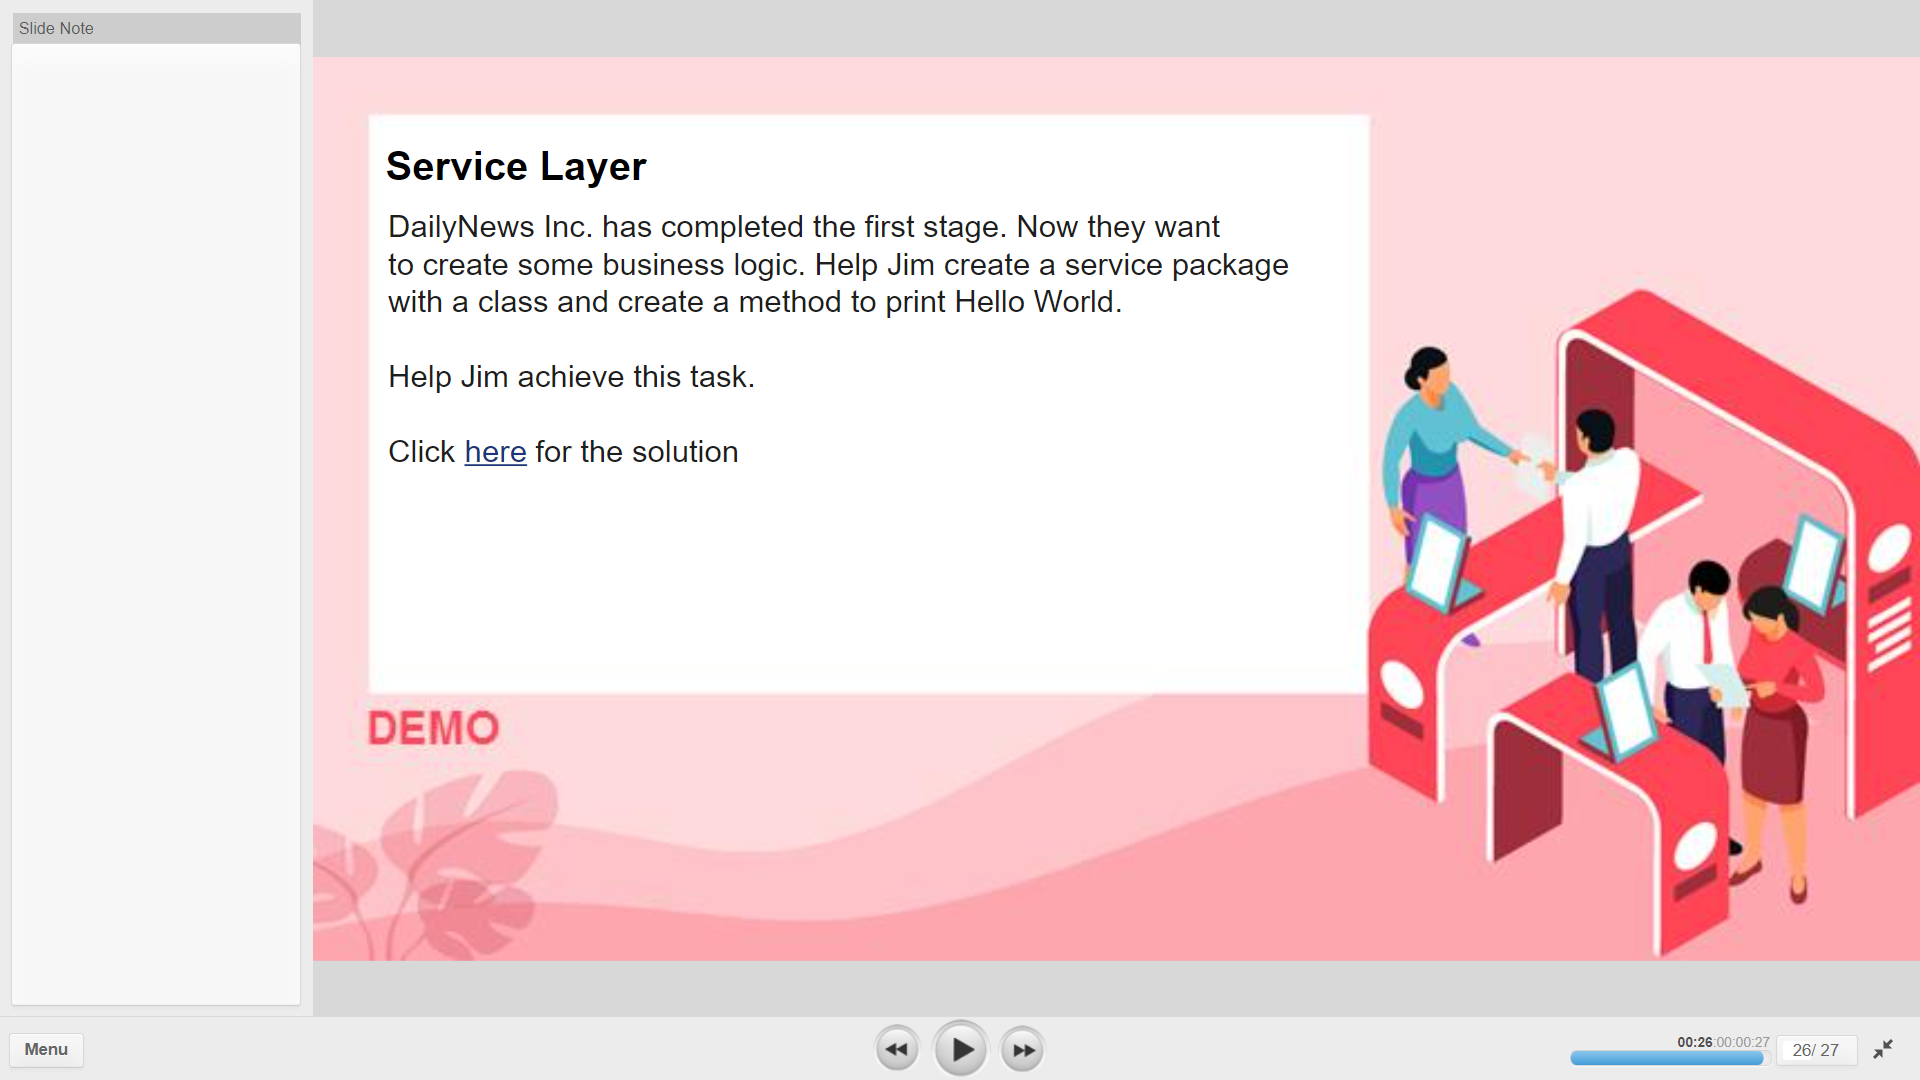 Slide Note
Service Layer
DailyNews Inc. has completed the first stage. Now they want
to create some business logic. Help Jim create a service package
with a class and create a method to print Hello World.
Help Jim achieve this task.
Click here for the solution
DEMO
Menu
00:26:00:00:27
26/ 27